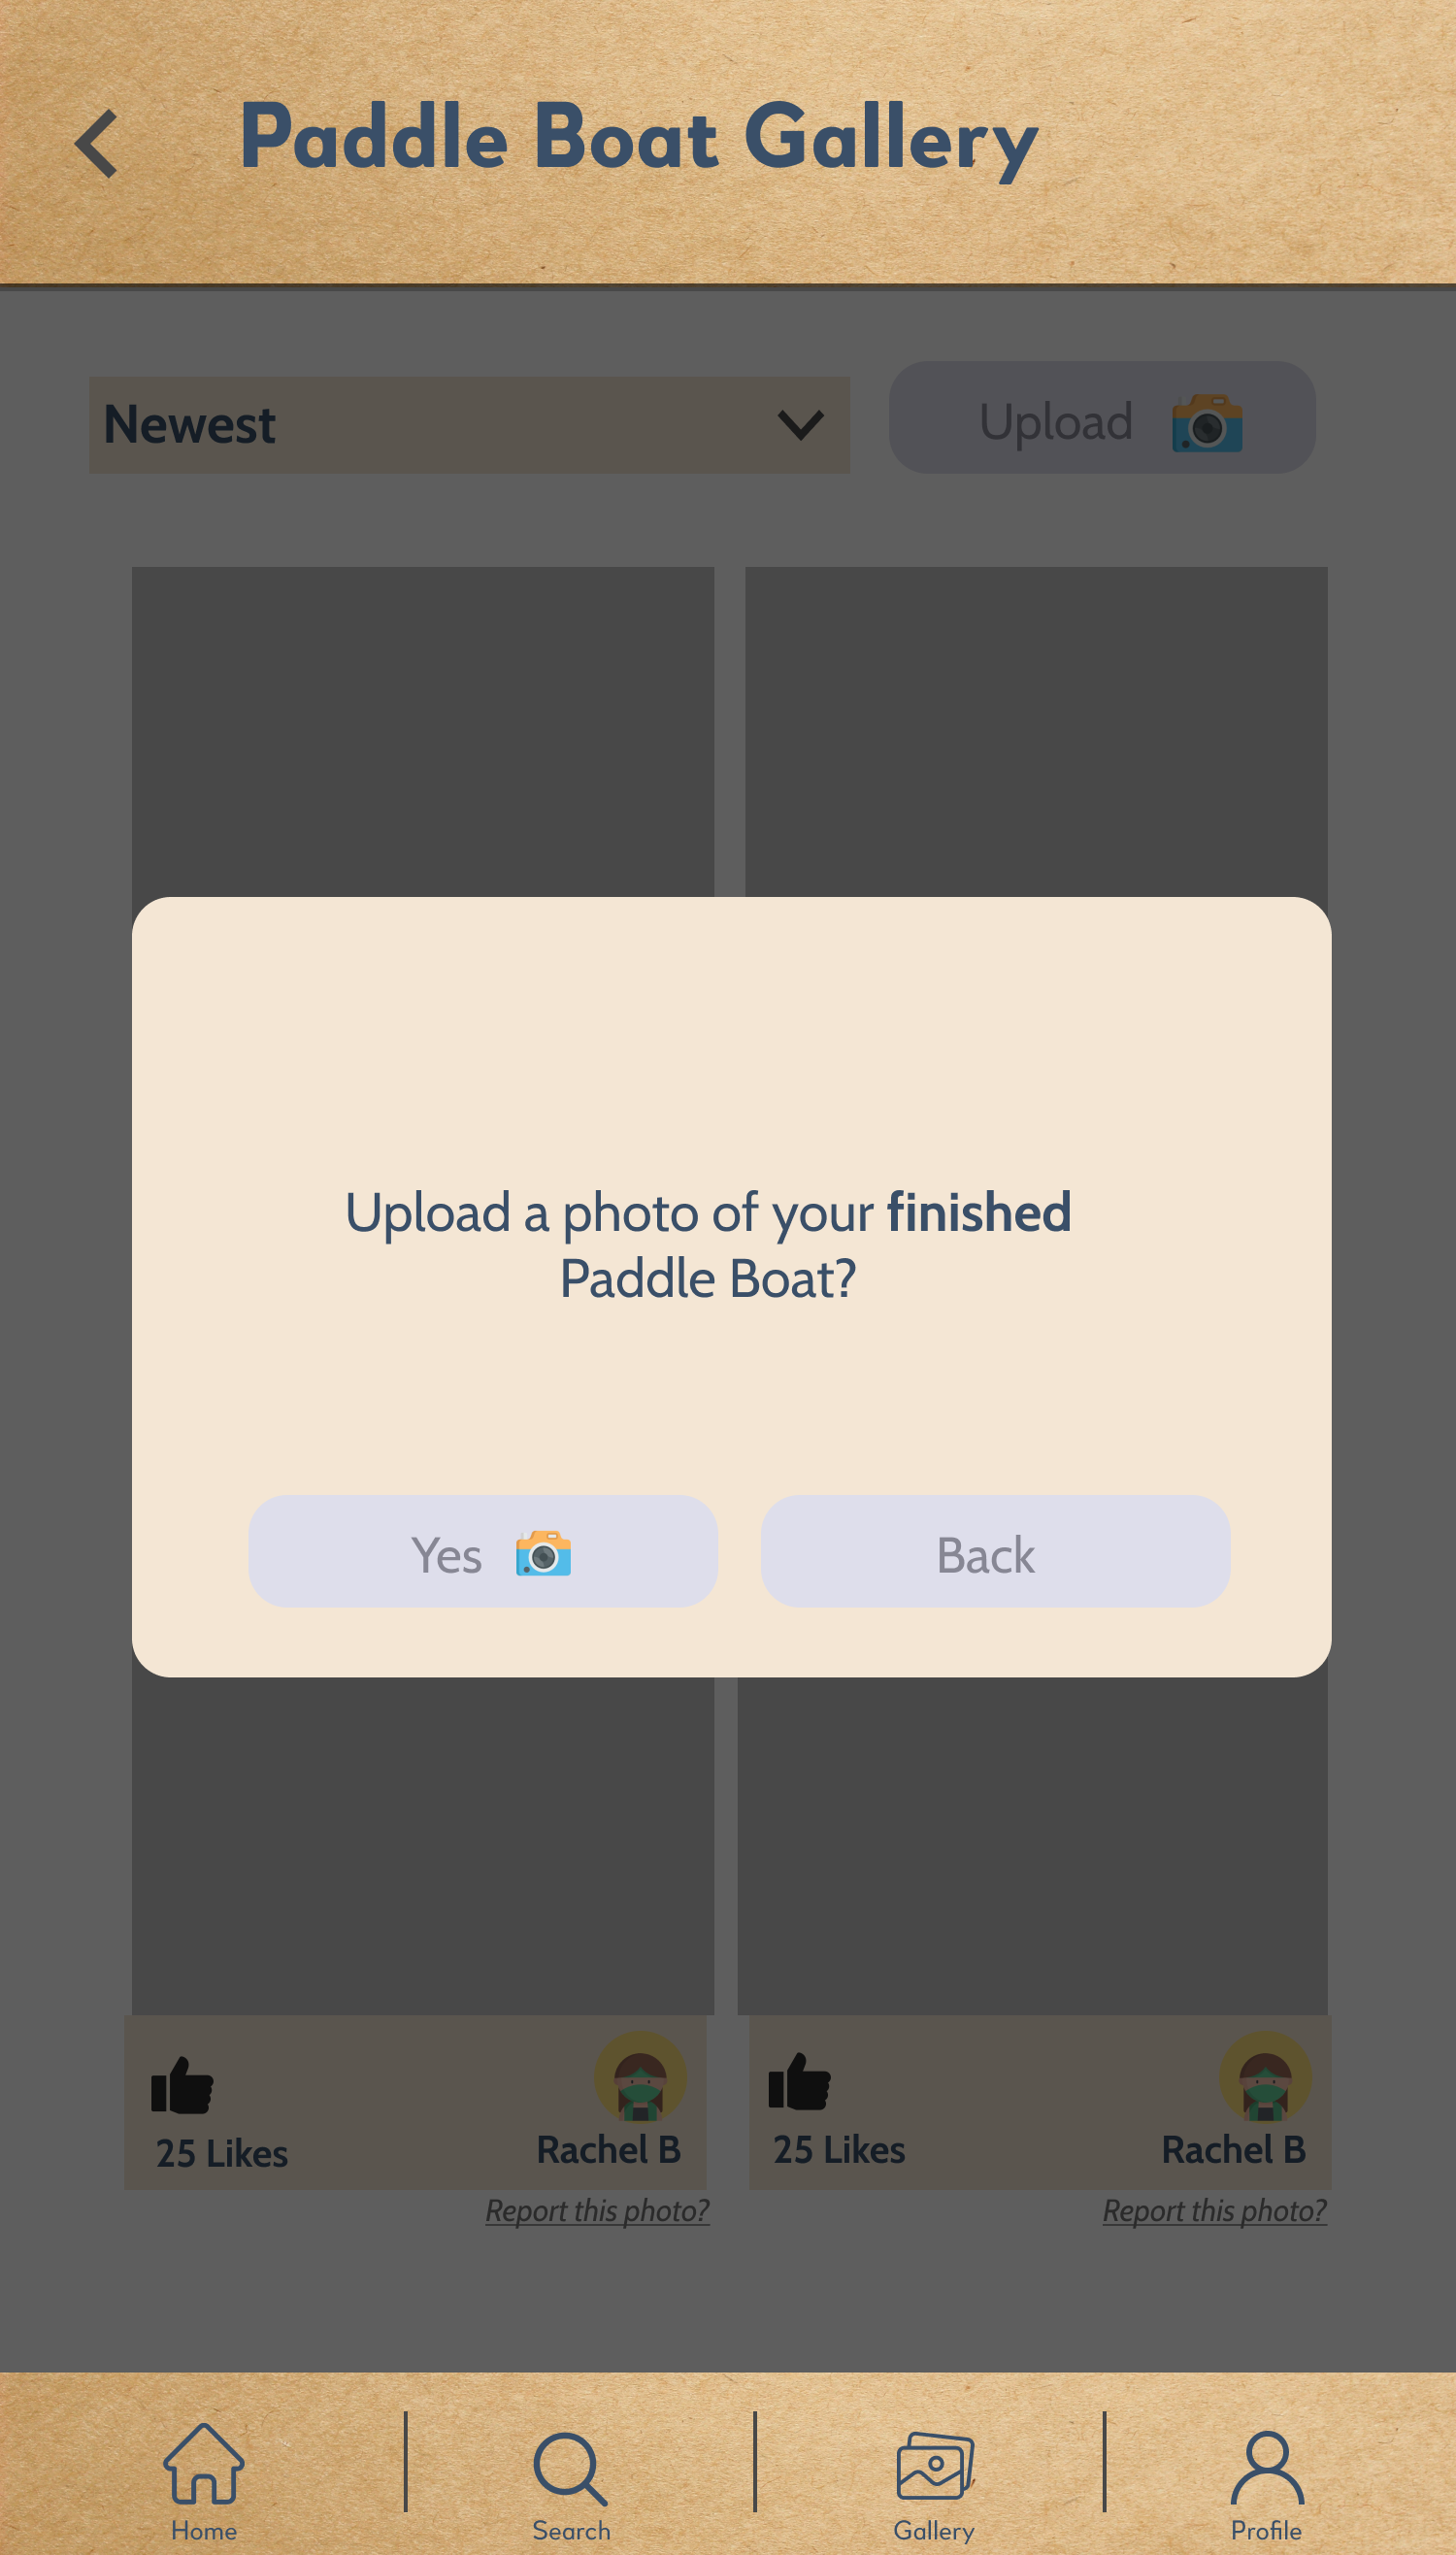 Paddle Boat Gallery
Newest
Upload
Upload a photo of your finished
Paddle Boat?
Yes
Back
25 Likes
Rachel B
25 Likes
Rachel B
Report this photo?
Report this photo?
Home
Search
Gallery
Profile